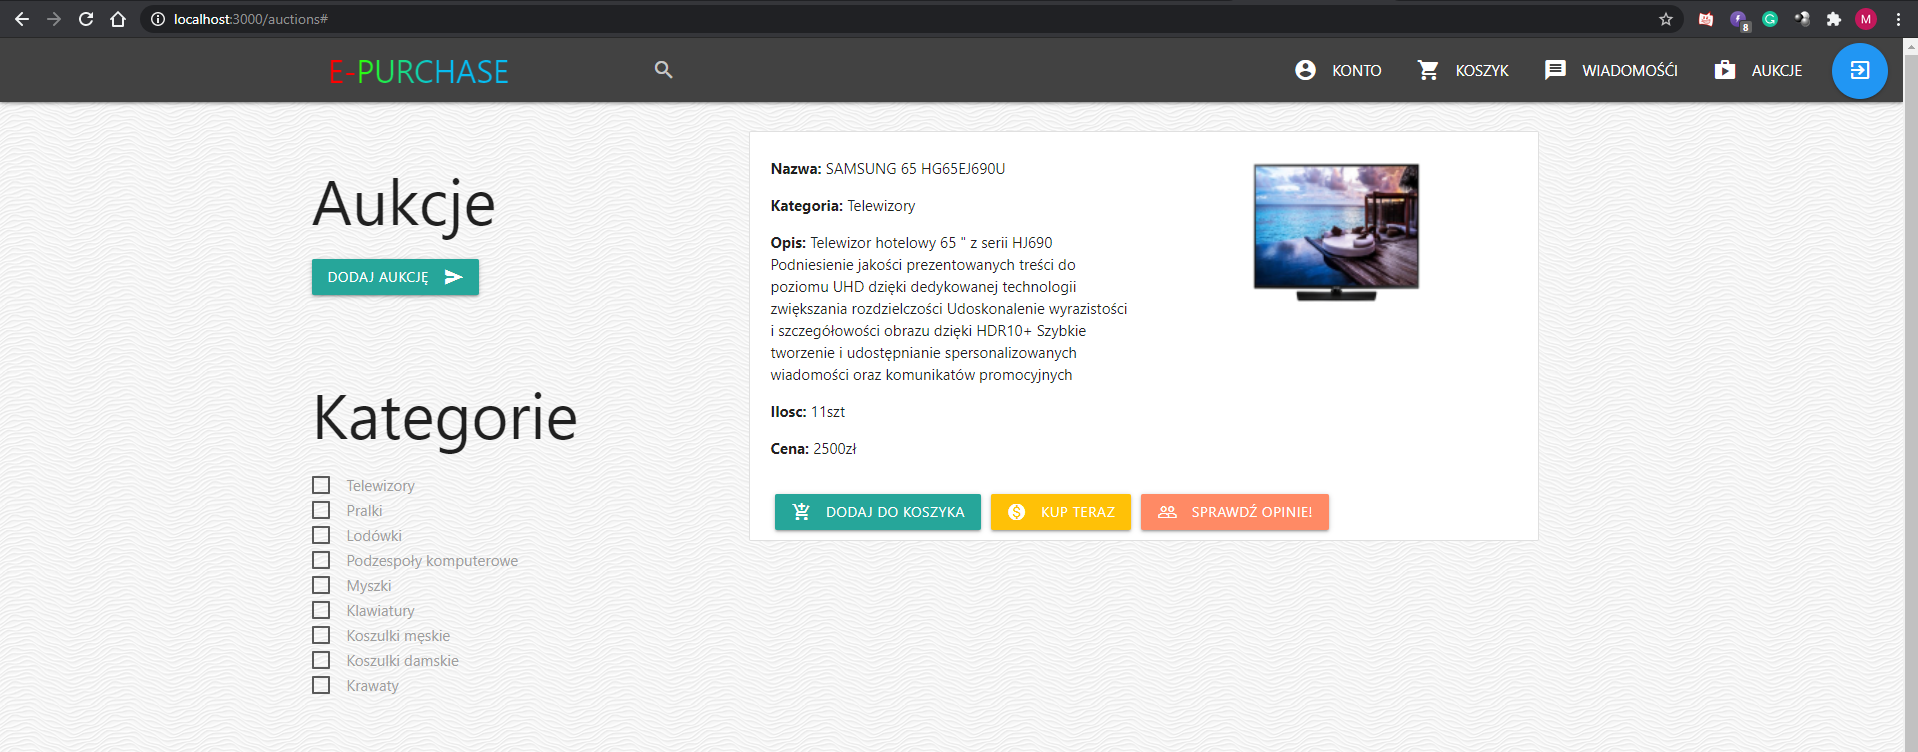 localhost:3000/auctions#
8
M
E-PURCHASE
KONTO
KOSZYK
WIADOMOŚĆI
AUKCJE
Aukcje
DODAJ AUKCJĘ
Kategorie
Telewizory
Pralki
Lodówki
Podzespoły komputerowe
Myszki
Klawiatury
Koszulki męskie
Koszulki damskie
Krawaty
Nazwa: SAMSUNG 65 HG65EJ690U
Kategoria: Telewizory
Opis: Telewizor hotelowy 65 " z serii HJ690
Podniesienie jakości prezentowanych treści do
poziomu UHD dzięki dedykowanej technologii
zwiększania rozdzielczości Udoskonalenie wyrazistości
i szczegółowości obrazu dzięki HDR10+ Szybkie
tworzenie i udostępnianie spersonalizowanych
wiadomości oraz komunikatów promocyjnych
Ilosc: 11szt
Cena: 2500zł
DODAJ DO KOSZYKA
KUP TERAZ
SPRAWDŹ OPINIE!